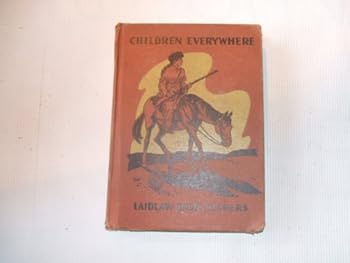 CHILDREN EVERYWHERE
LAIDLAW BASIC READERS